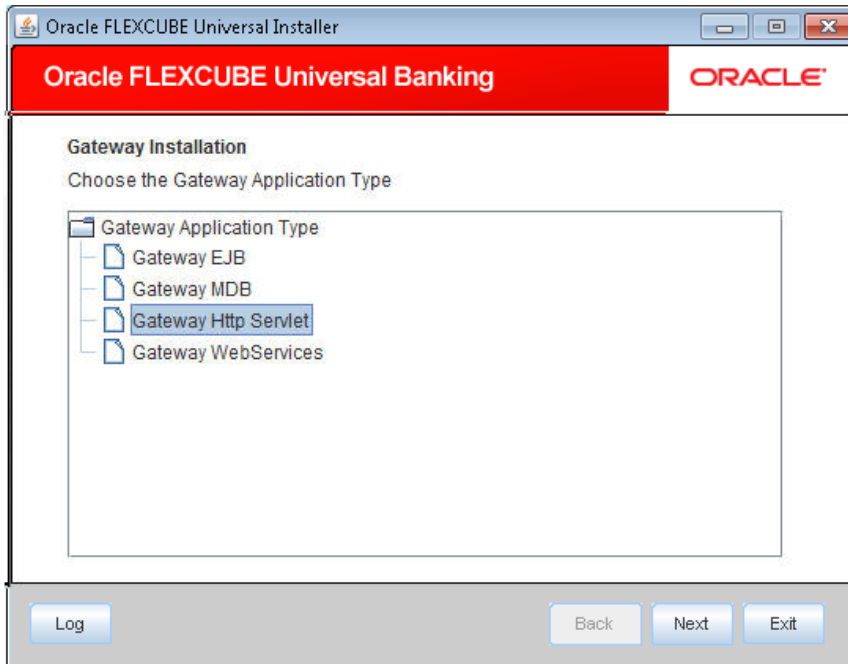 Oracle FLEXCUBE Universal Installer
Oracle FLEXCUBE Universal Banking
ORACLE
Gateway Installation
Choose the Gateway Application Type
Gateway Application Type
Gateway EJB
Gateway MDB
Gateway Http Servlet
Gateway WebServices
Log Back Next Exit